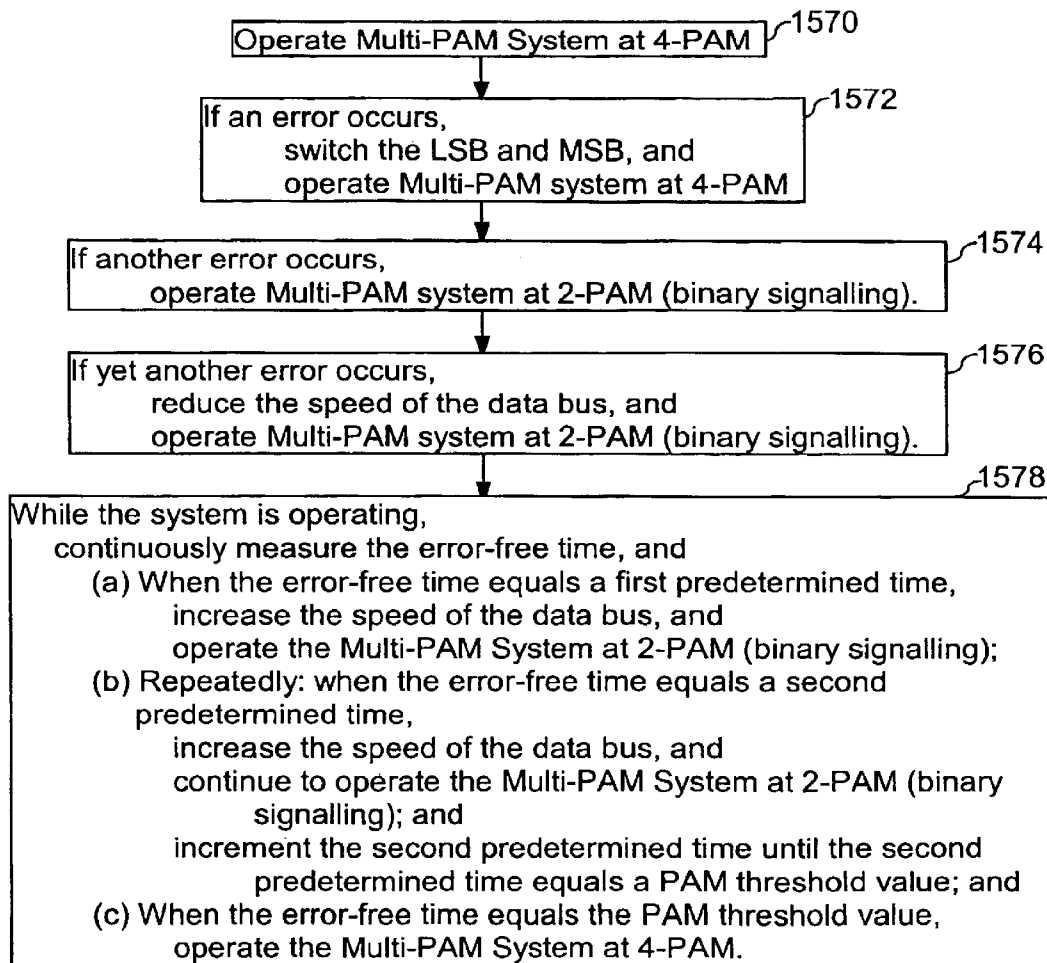 1570
Operate Multi-PAM System at 4-PAM
1572
If an error occurs,
switch the LSB and MSB, and
operate Multi-PAM system at 4-PAM
1574
If another error occurs,
operate Multi-PAM system at 2-PAM (binary signalling).
1576
If yet another error occurs,
reduce the speed of the data bus, and
operate Multi-PAM system at 2-PAM (binary signalling).
1578
While the system is operating,
continuously measure the error-free time, and
(a) When the error-free time equals a first predetermined time,
increase the speed of the data bus, and
operate the Multi-PAM System at 2-PAM (binary signalling);
(b) Repeatedly: when the error-free time equals a second
predetermined time,
increase the speed of the data bus, and
continue to operate the Multi-PAM System at 2-PAM (binary
signalling); and
increment the second predetermined time until the second
predetermined time equals a PAM threshold value; and
(c) When the error-free time equals the PAM threshold value,
operate the Multi-PAM System at 4-PAM.